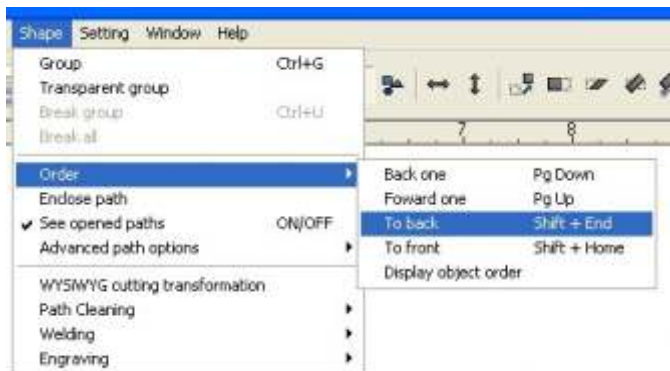 Shape Setting Window Help
Group Ctrl+G
Transparent group
Break group Ctrl+U
Break all
7 8
Order
Back one Pg Down
Enclose path
Foward one Pg Up
See opened paths ON/OFF
To back Shift + End
Advanced path options
To front Shift + Home
Display object order
WYSIWYG cutting transformation
Path Cleaning
Welding
Engraving